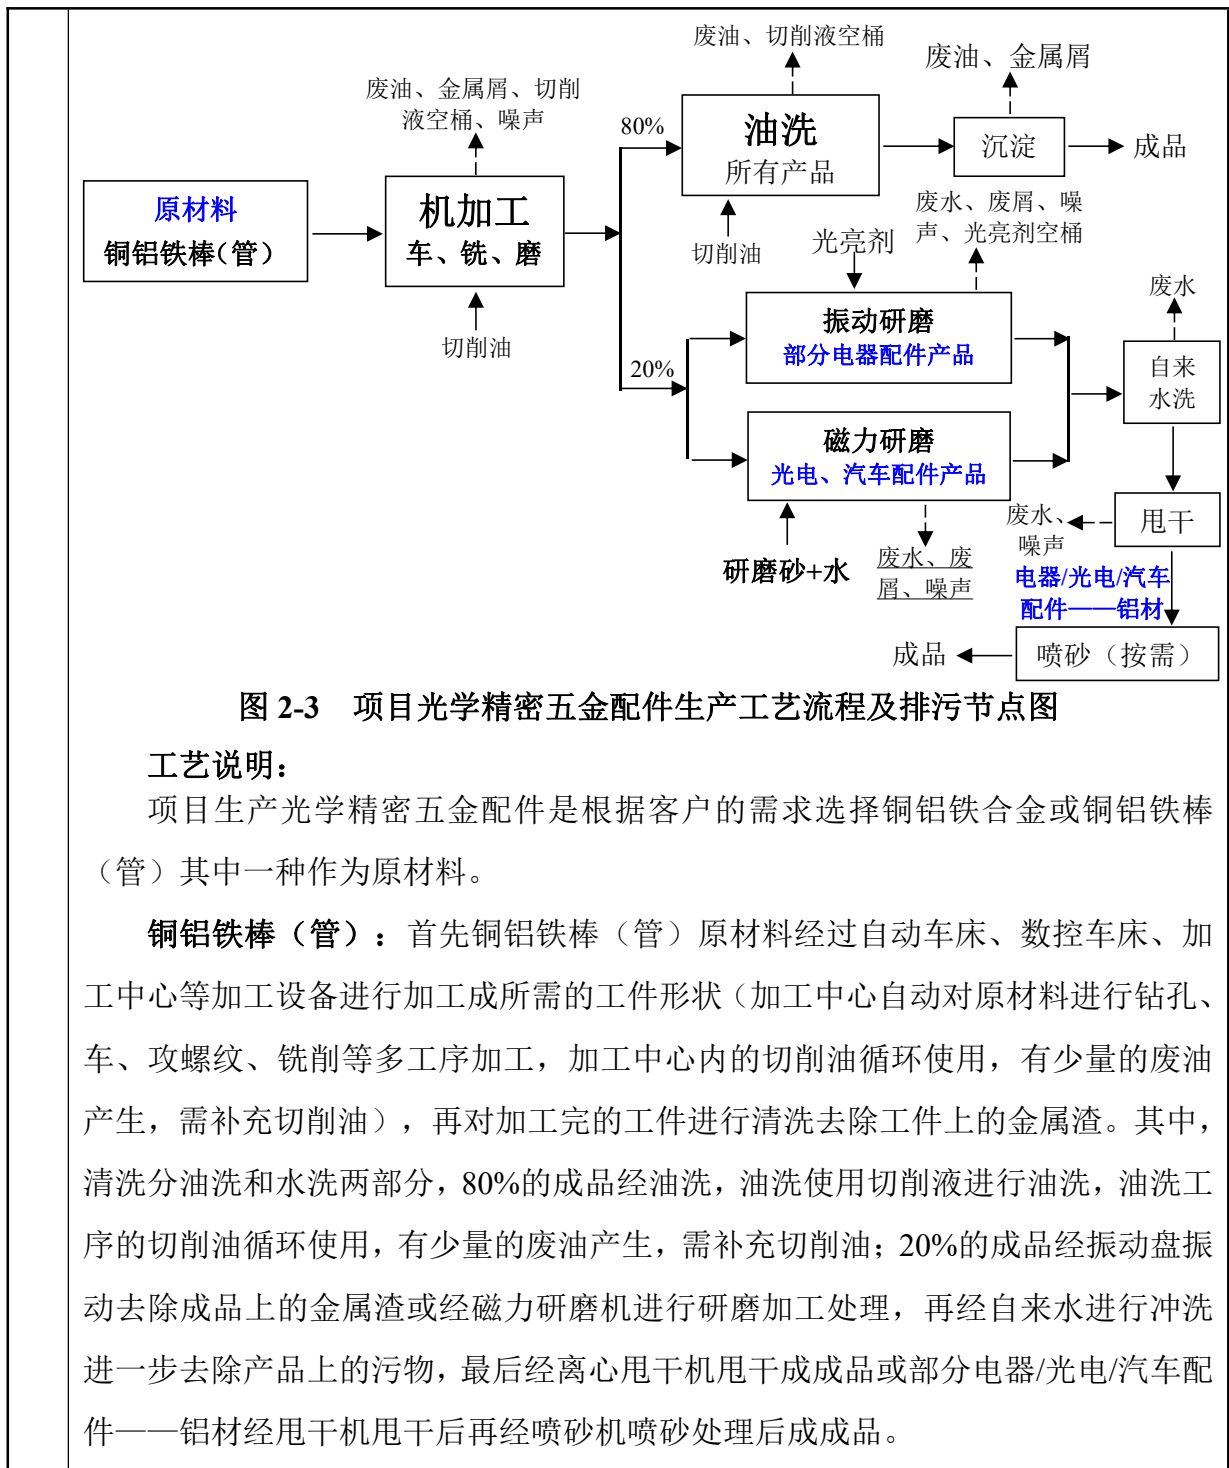 废油、切削液空桶
废油、金属屑
废油、金属屑、切削
液空桶、噪声
80%
油洗
所有产品
沉淀
成品
原材料
铜铝铁棒（管）
机加工
车、铣、磨
切削油
光亮剂
废水、废屑、噪
声、光亮剂空桶
切削油
振动研磨
部分电器配件产品
废水
20%
自来
水洗
磁力研磨
光电、汽车配件产品
研磨砂+水
废水、废
屑、噪声
废水、
噪声
甩干
电器/光电/汽车
配件——铝材
成品
喷砂（按需）
图 2-3 项目光学精密五金配件生产工艺流程及排污节点图
工艺说明：
项目生产光学精密五金配件是根据客户的需求选择铜铝铁合金或铜铝铁棒
（管）其中一种作为原材料。
铜铝铁棒（管）：首先铜铝铁棒（管）原材料经过自动车床、数控车床、加
工中心等加工设备进行加工成所需的工件形状（加工中心自动对原材料进行钻孔、
车、攻螺纹、铣削等多工序加工，加工中心内的切削油循环使用，有少量的废油
产生，需补充切削油），再对加工完的工件进行清洗去除工件上的金属渣。其中，
清洗分油洗和水洗两部分，80%的成品经油洗，油洗使用切削液进行油洗，油洗工
序的切削油循环使用，有少量的废油产生，需补充切削油；20%的成品经振动盘振
动去除成品上的金属渣或经磁力研磨机进行研磨加工处理，再经自来水进行冲洗
进一步去除产品上的污物，最后经离心甩干机甩干成成品或部分电器/光电/汽车配
件——铝材经甩干机甩干后再经喷砂机喷砂处理后成成品。